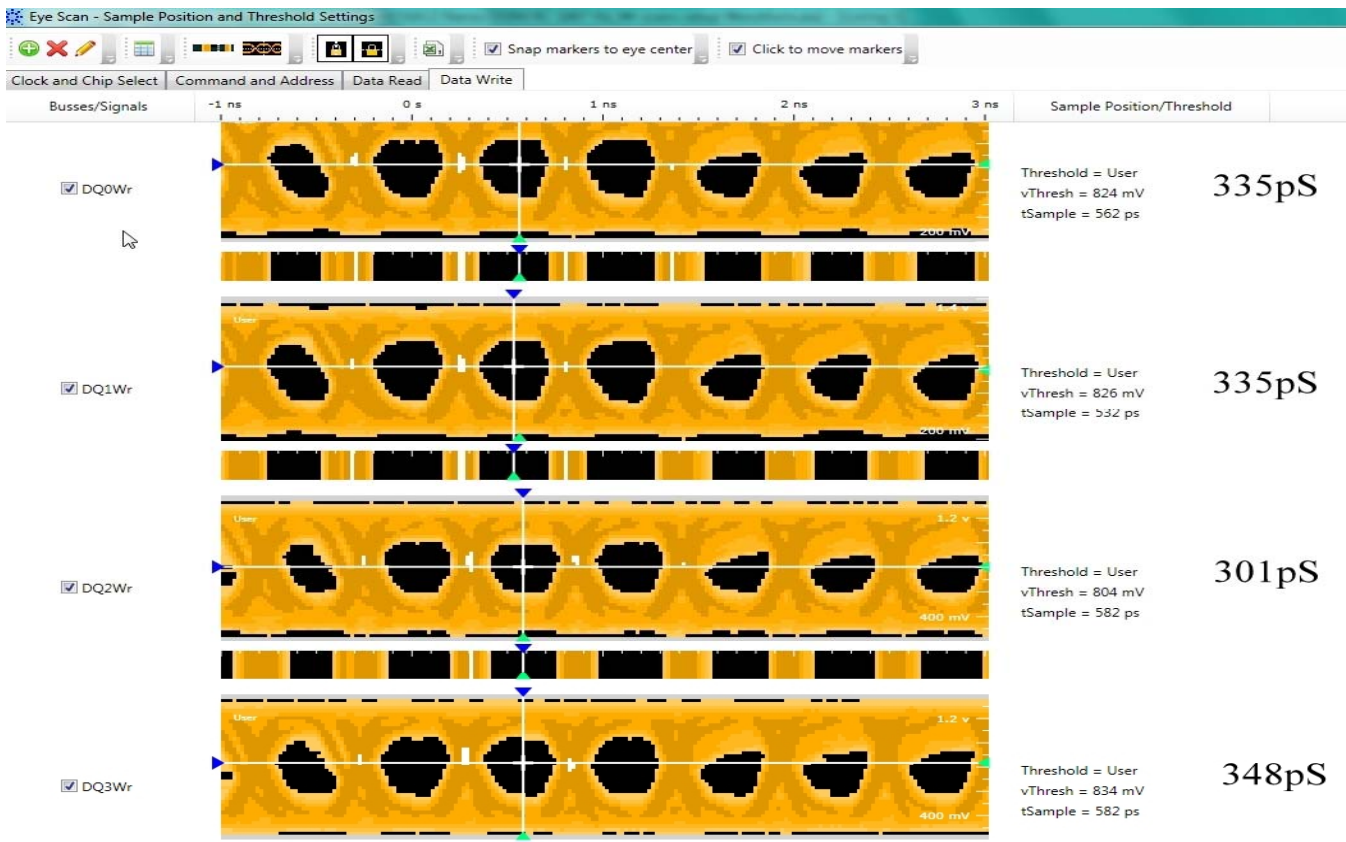 Eye Scan - Sample Position and Threshold Settings
Snap markers to eye center Click to move markers
Clock and Chip Select Command and Address Data Read Data Write
Busses/Signals -1 ns 0 s 1 ns 2 ns 3 ns Sample Position/Threshold
DQ0Wr
Threshold = User
vThresh = 824 mV
tSample = 562 ps
335pS
200 mV
User
1.4 v
DQ1Wr
Threshold = User
vThresh = 826 mV
tSample = 532 ps
335pS
200 mV
User
1.2 v
DQ2Wr
Threshold = User
vThresh = 804 mV
tSample = 582 ps
301pS
400 mV
User
1.2 v
DQ3Wr
Threshold = User
vThresh = 834 mV
tSample = 582 ps
348pS
400 mV